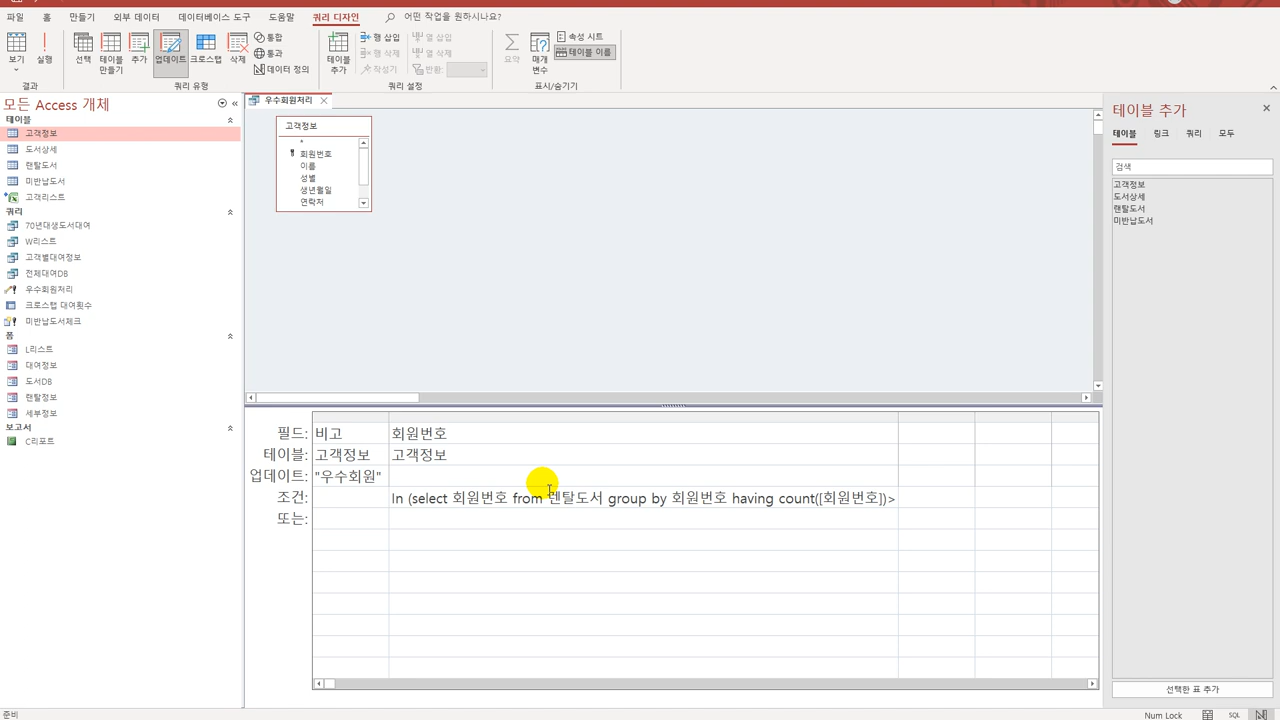 파일 홈 만들기 외부 데이터 데이터베이스 도구 도움말 쿼리 디자인 어떤 작업을 원하시나요?
보기 실행 선택 테이블 만들기 추가 업데이트 크로스탭 삭제 통합 통과 데이터 정의 테이블 추가 행 삽입 행 삭제 작성기 열 삽입 열 삭제 반환: 요약 매개 변수 속성 시트 테이블 이름
결과 쿼리 유형 쿼리 설정 표시/숨기기
모든 Access 개체
테이블
고객정보
도서상세
랜탈도서
미반납도서
고객리스트
쿼리
70년대생도서대여
W리스트
고객별대여정보
전체대여DB
우수회원처리
크로스탭 대여횟수
미반납도서체크
폼
L리스트
대여정보
도서DB
랜탈정보
세부정보
보고서
C리포트
우수회원처리
고객정보
*
회원번호
이름
성별
생년월일
연락처
필드: 비고 회원번호
테이블: 고객정보 고객정보
업데이트: "우수회원"
조건: In (select 회원번호 from 렌탈도서 group by 회원번호 having count([회원번호])>
또는:
테이블 추가
테이블 링크 쿼리 모두
검색
고객정보
도서상세
랜탈도서
미반납도서
선택한 표 추가
준비 Num Lock SQL